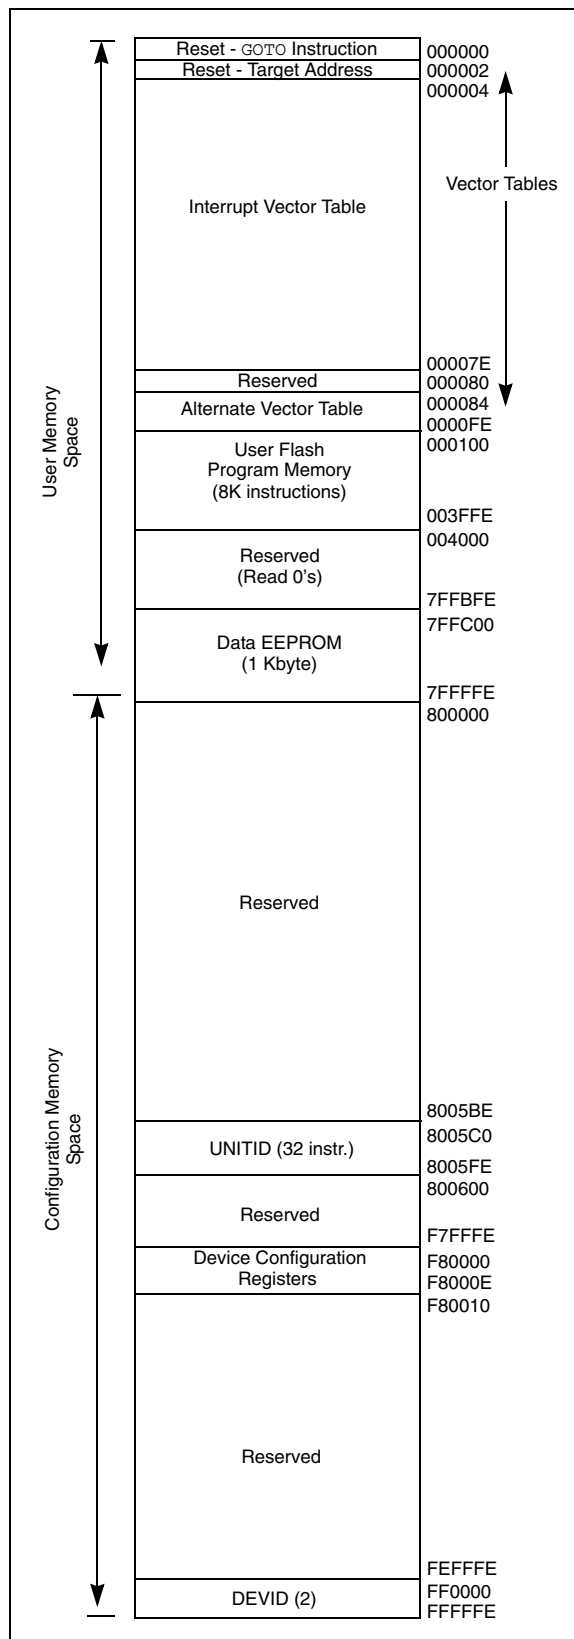 Reset - GOTO Instruction
000000
Reset - Target Address
000002
000004
Vector Tables
Interrupt Vector Table
00007E
Reserved
000080
Alternate Vector Table
000084
0000FE
User Flash
000100
Program Memory
(8K instructions)
003FFE
004000
Reserved
(Read 0's)
7FFBFE
7FFC00
Data EEPROM
(1 Kbyte)
7FFFFE
800000
User Memory
Space
Reserved
8005BE
8005C0
UNITID (32 instr.)
8005FE
800600
Reserved
F7FFFE
Device Configuration
F80000
Registers
F8000E
F80010
Configuration Memory
Space
Reserved
FEFFFE
FF0000
DEVID (2)
FFFFFE